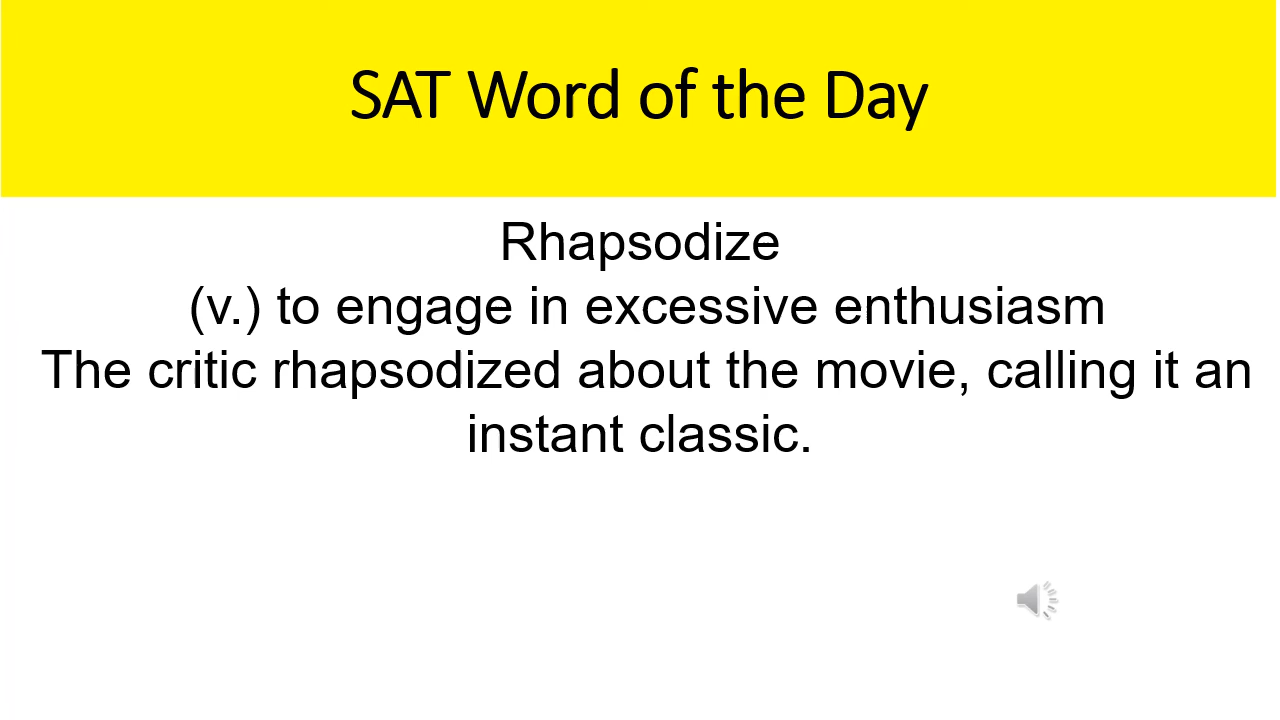 SAT Word of the Day
Rhapsodize
(v.) to engage in excessive enthusiasm
The critic rhapsodized about the movie, calling it an
instant classic.